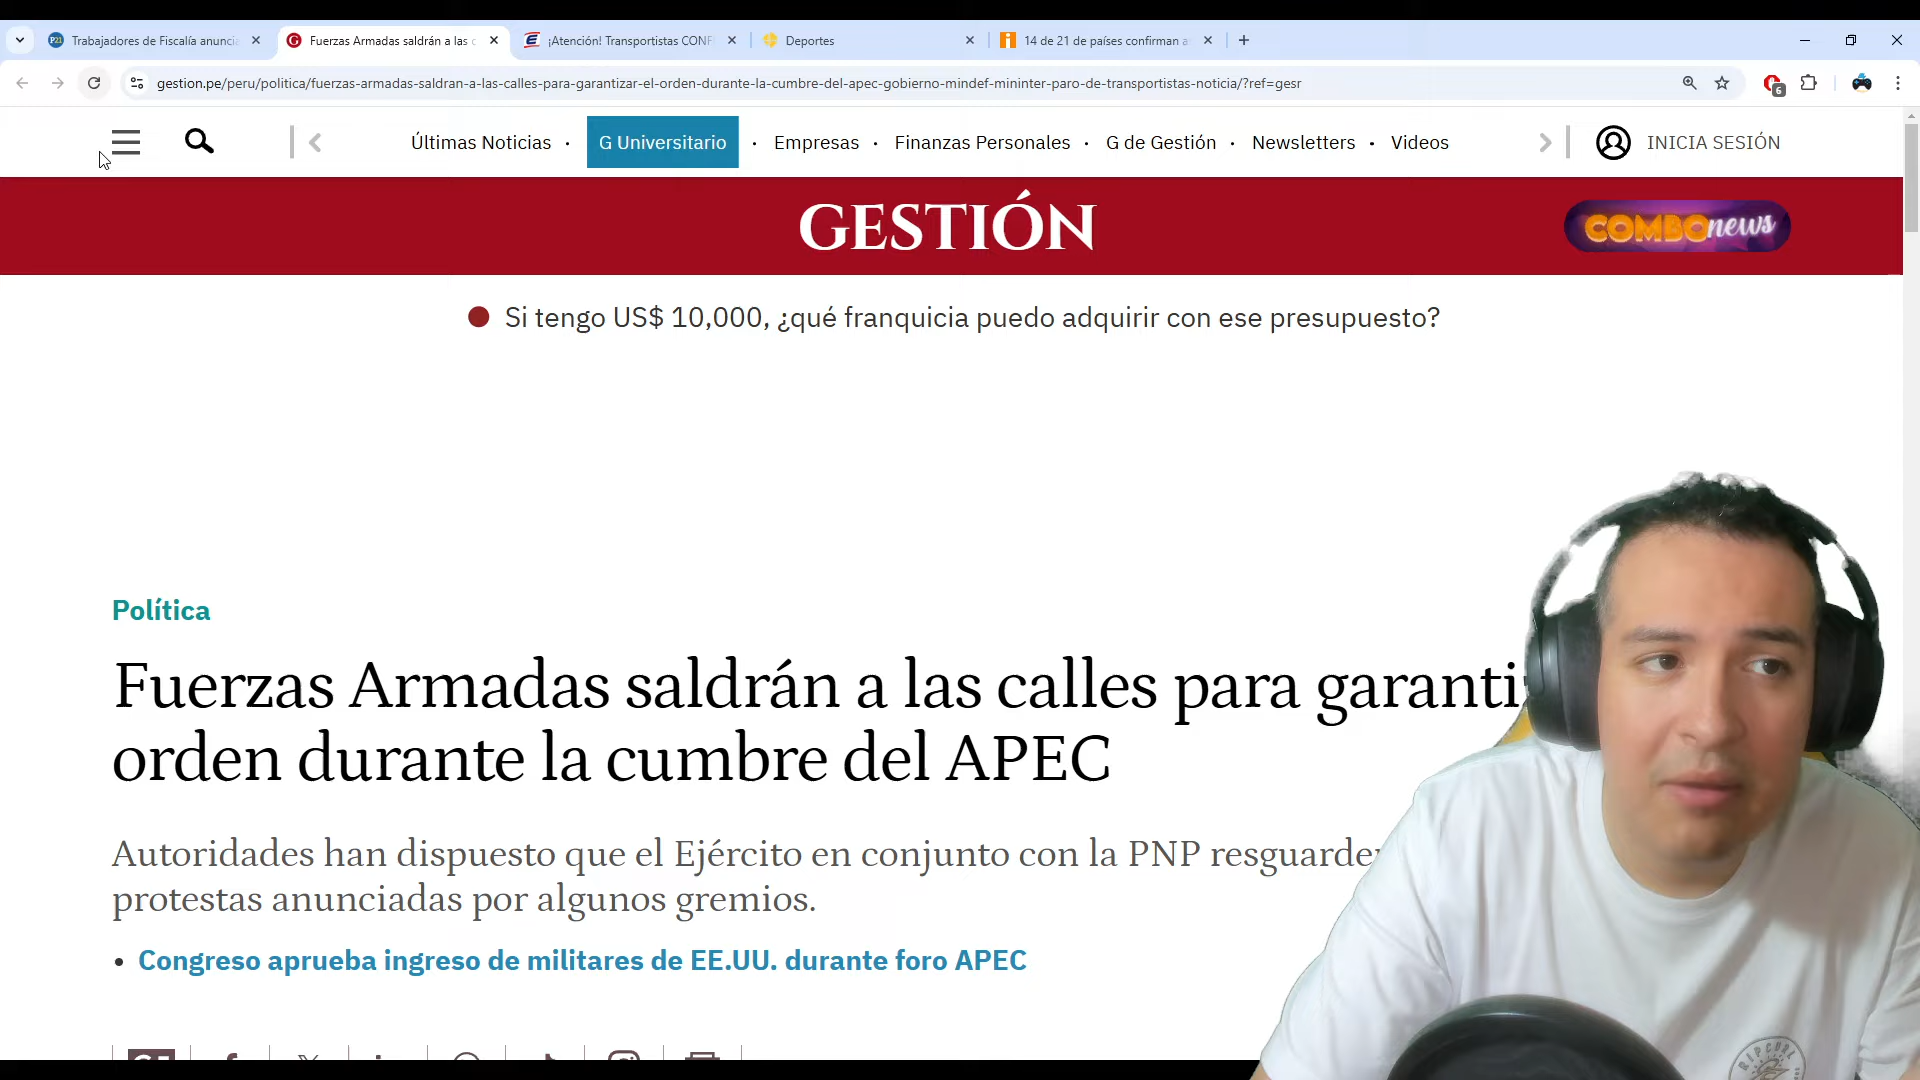 Trabajadores de Fiscalía anuncia
Fuerzas Armadas saldrán a las c
¡Atención! Transportistas CONF
Deportes
14 de 21 de países confirman a
gestion.pe/peru/politica/fuerzas-armadas-saldran-a-las-calles-para-garantizar-el-orden-durante-la-cumbre-del-apec-gobierno-mindef-mininter-paro-de-transportistas-noticia/?ref=gesr
6
Últimas Noticias · G Universitario · Empresas · Finanzas Personales · G de Gestión · Newsletters · Videos
INICIA SESIÓN
GESTIÓN
COMBOnews
Si tengo US$ 10,000, ¿qué franquicia puedo adquirir con ese presupuesto?
Política
Fuerzas Armadas saldrán a las calles para garanti
orden durante la cumbre del APEC
Autoridades han dispuesto que el Ejército en conjunto con la PNP resguarde
protestas anunciadas por algunos gremios.
• Congreso aprueba ingreso de militares de EE.UU. durante foro APEC
RIPCURL